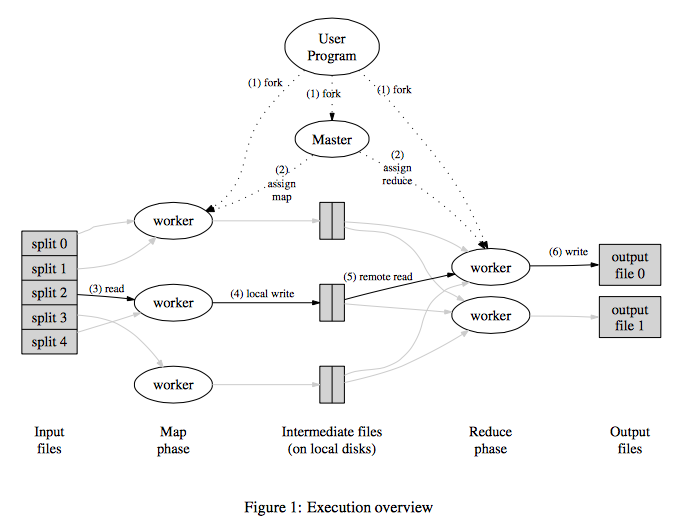 User
Program
(1) fork
(1) fork
(1) fork
Master
(2)
assign
map
(2)
assign
reduce
worker
split 0
split 1
split 2
split 3
split 4
(3) read
worker
(4) local write
(5) remote read
worker
(6) write
output
file 0
worker
output
file 1
worker
Input
files
Map
phase
Intermediate files
(on local disks)
Reduce
phase
Output
files
Figure 1: Execution overview